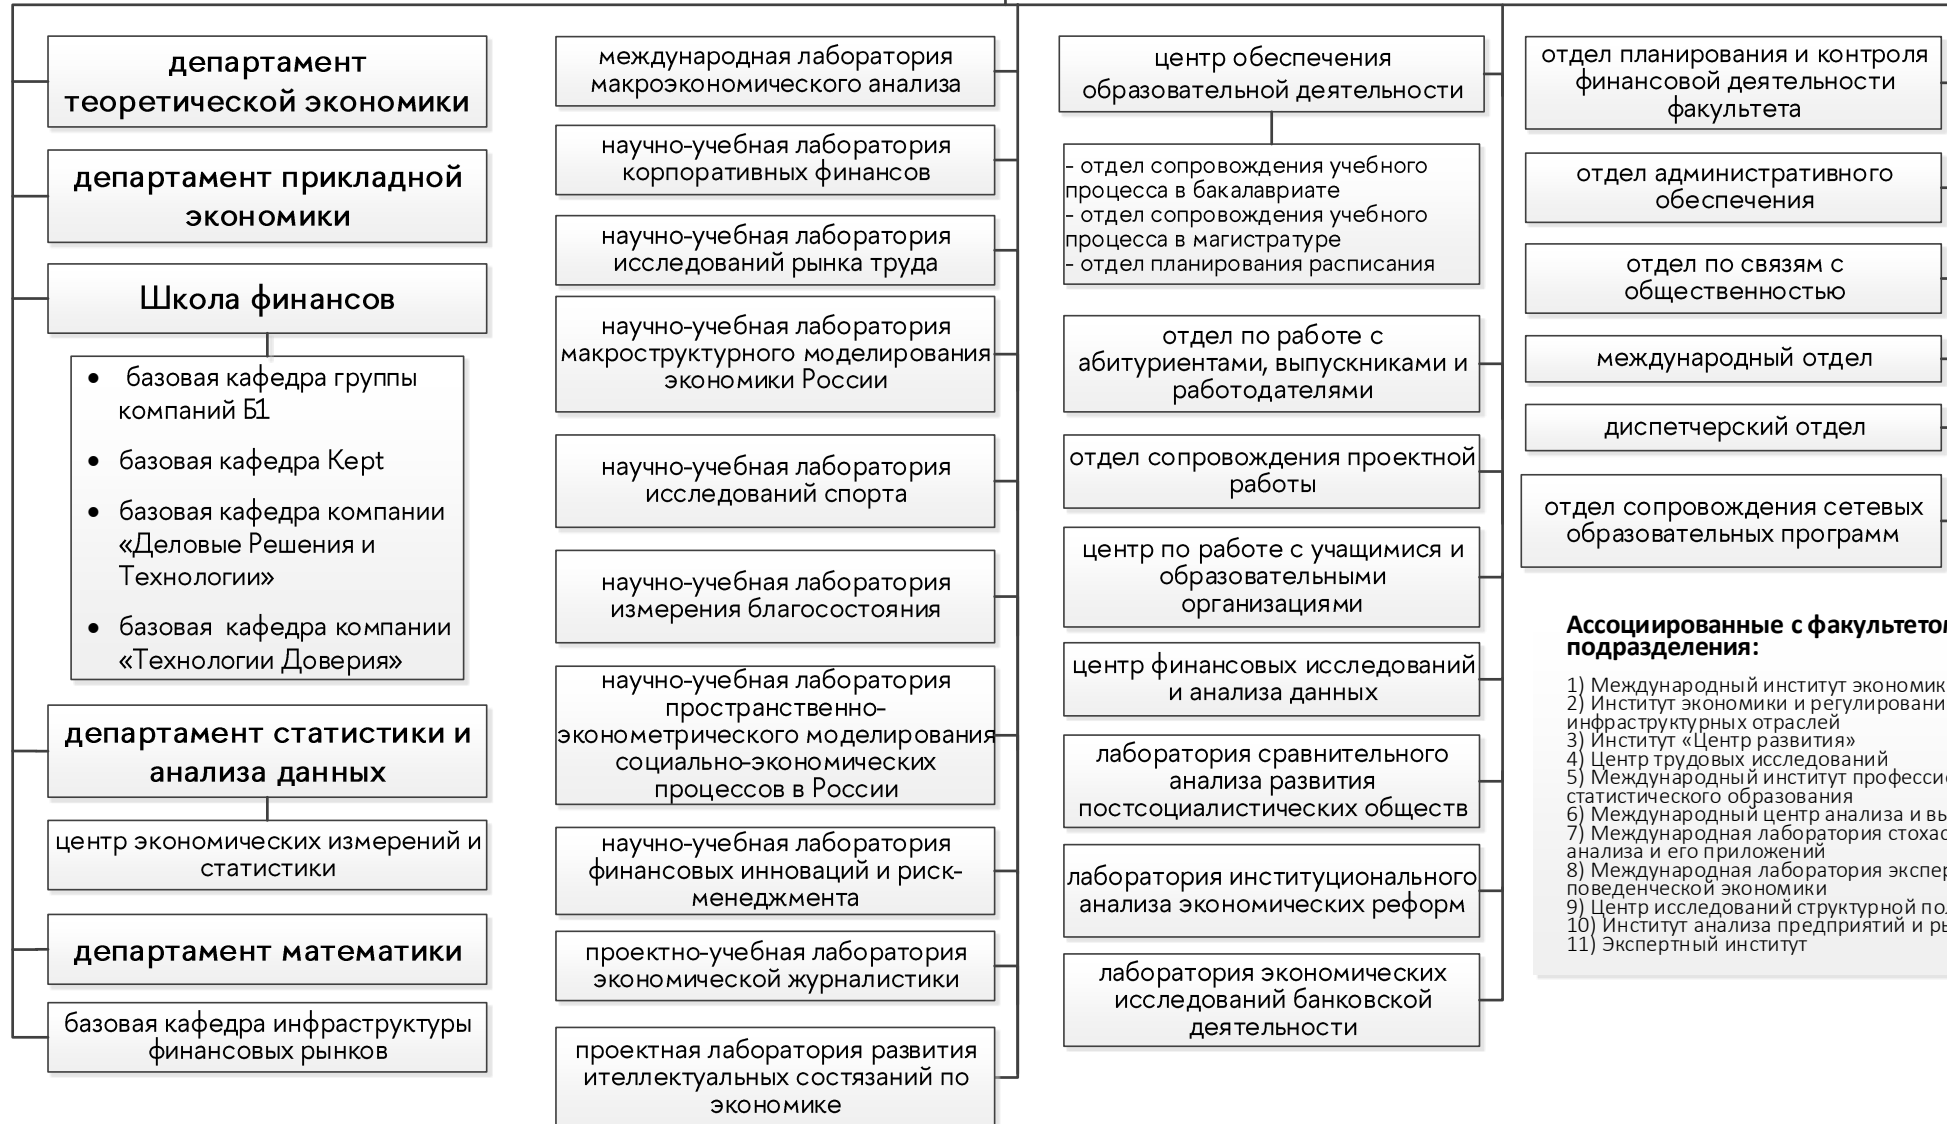 департамент
теоретической экономики
департамент прикладной
экономики
Школа финансов
• базовая кафедра группы
компаний Б1
• базовая кафедра Kept
• базовая кафедра компании
«Деловые Решения и
Технологии»
• базовая кафедра компании
«Технологии Доверия»
департамент статистики и
анализа данных
центр экономических измерений и
статистики
департамент математики
базовая кафедра инфраструктуры
финансовых рынков
международная лаборатория
макроэкономического анализа
научно-учебная лаборатория
корпоративных финансов
научно-учебная лаборатория
исследований рынка труда
научно-учебная лаборатория
макроструктурного моделирования
экономики России
научно-учебная лаборатория
исследований спорта
научно-учебная лаборатория
измерения благосостояния
научно-учебная лаборатория
пространственно-
эконометрического моделирования
социально-экономических
процессов в России
научно-учебная лаборатория
финансовых инноваций и риск-
менеджмента
проектно-учебная лаборатория
экономической журналистики
проектная лаборатория развития
ителлектуальных состязаний по
экономике
центр обеспечения
образовательной деятельности
- отдел сопровождения учебного
процесса в бакалавриате
- отдел сопровождения учебного
процесса в магистратуре
- отдел планирования расписания
отдел по работе с
абитуриентами, выпускниками и
работодателями
отдел сопровождения проектной
работы
центр по работе с учащимися и
образовательными
организациями
центр финансовых исследований
и анализа данных
лаборатория сравнительного
анализа развития
постсоциалистических обществ
лаборатория институционального
анализа экономических реформ
лаборатория экономических
исследований банковской
деятельности
отдел планирования и контроля
финансовой деятельности
факультета
отдел административного
обеспечения
отдел по связям с
общественностью
международный отдел
диспетчерский отдел
отдел сопровождения сетевых
образовательных программ
Ассоциированные с факультетом
подразделения:
1) Международный институт экономик
2) Институт экономики и регулировани
инфраструктурных отраслей
3) Институт «Центр развития»
4) Центр трудовых исследований
5) Международный институт професси
статистического образования
6) Международный центр анализа и вы
7) Международная лаборатория стохас
анализа и его приложений
8) Международная лаборатория экспер
поведенческой экономики
9) Центр исследований структурной по
10) Институт анализа предприятий и ры
11) Экспертный институт